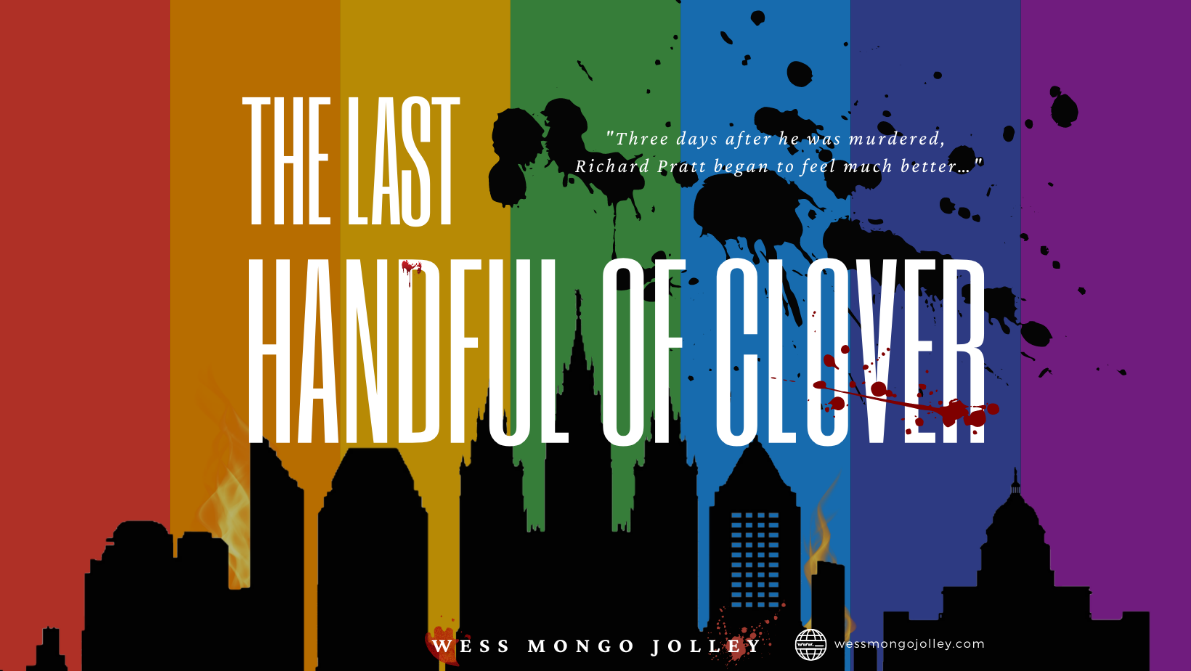 THE LAST
"Three days after he was murdered,
Richard Pratt began to feel much better..."
HANDFUL OF CLOVER
WESS MONGO JOLLEY
wessmongojolley.com